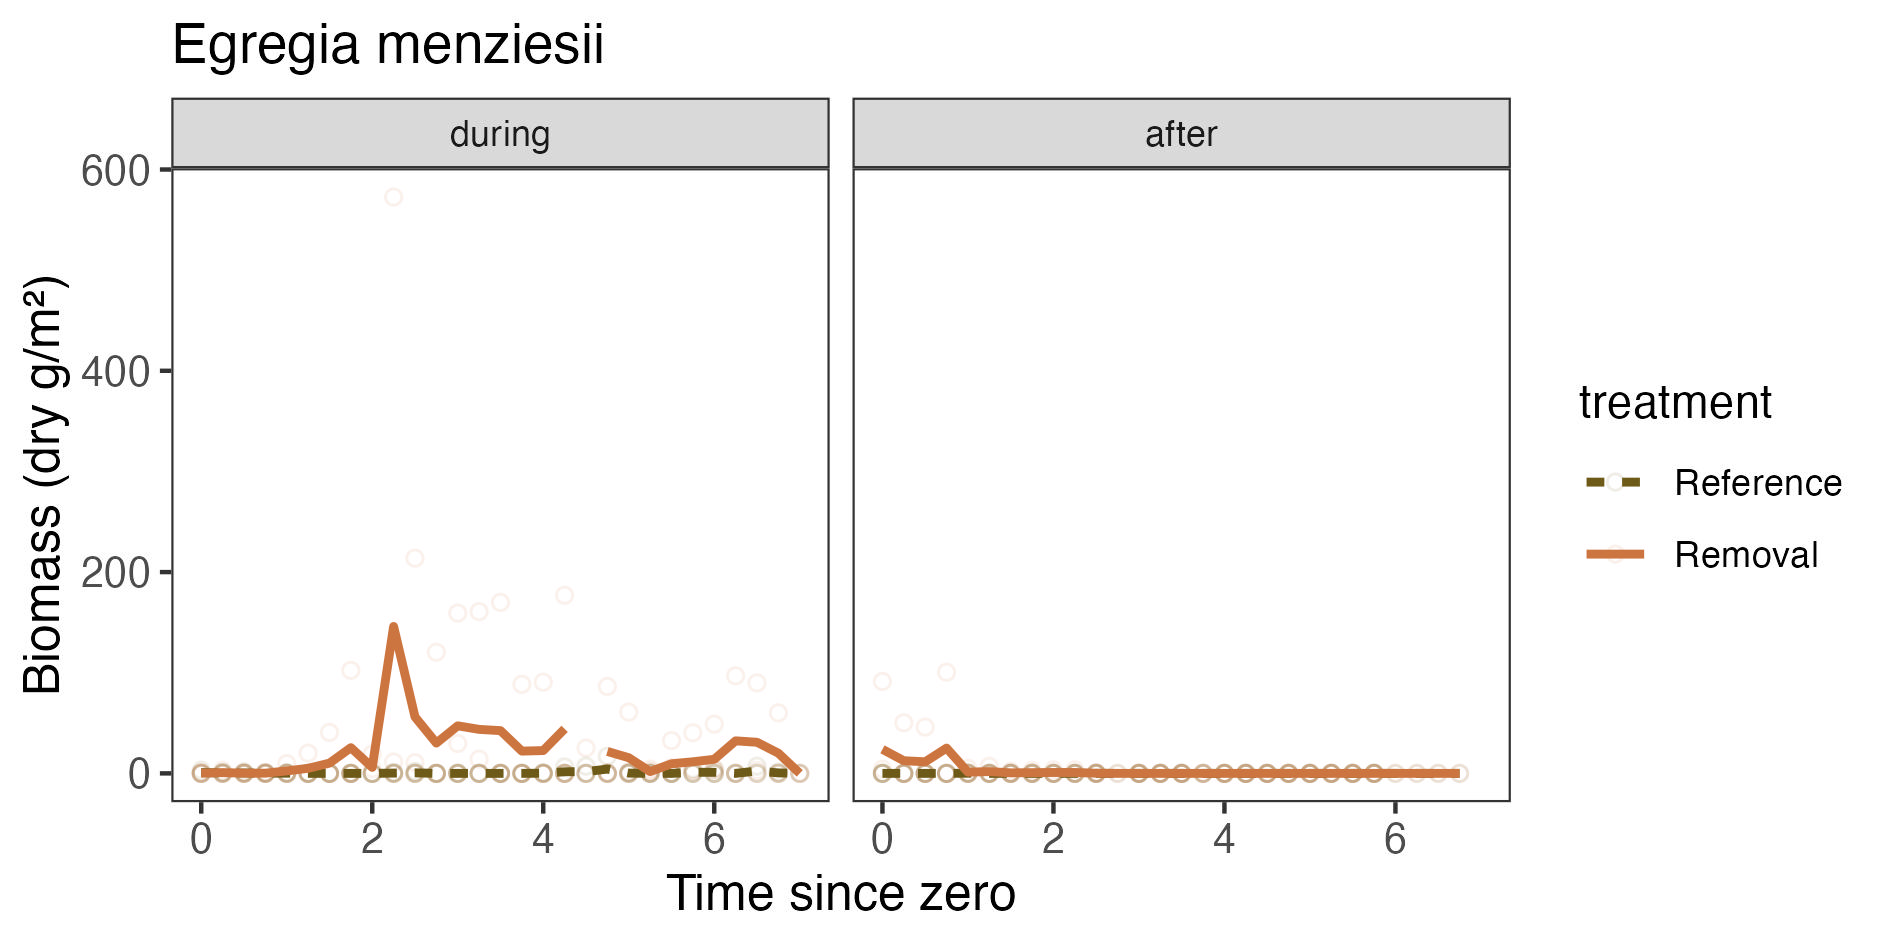 Egregia menziesii
during
after
600
400
200
0
Biomass (dry g/m²)
0 2 4 6
0 2 4 6
Time since zero
treatment
Reference
Removal